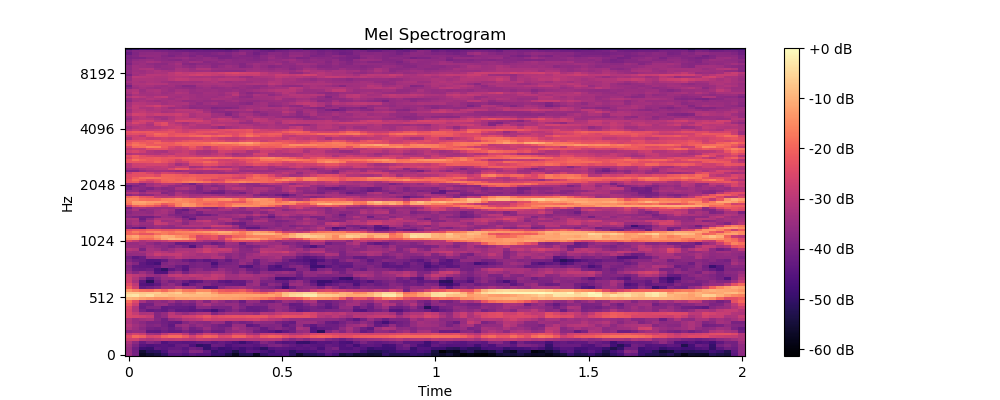 Mel Spectrogram
8192
4096
2048
1024
512
0
Hz
0
0.5
1
1.5
2
Time
+0 dB
-10 dB
-20 dB
-30 dB
-40 dB
-50 dB
-60 dB